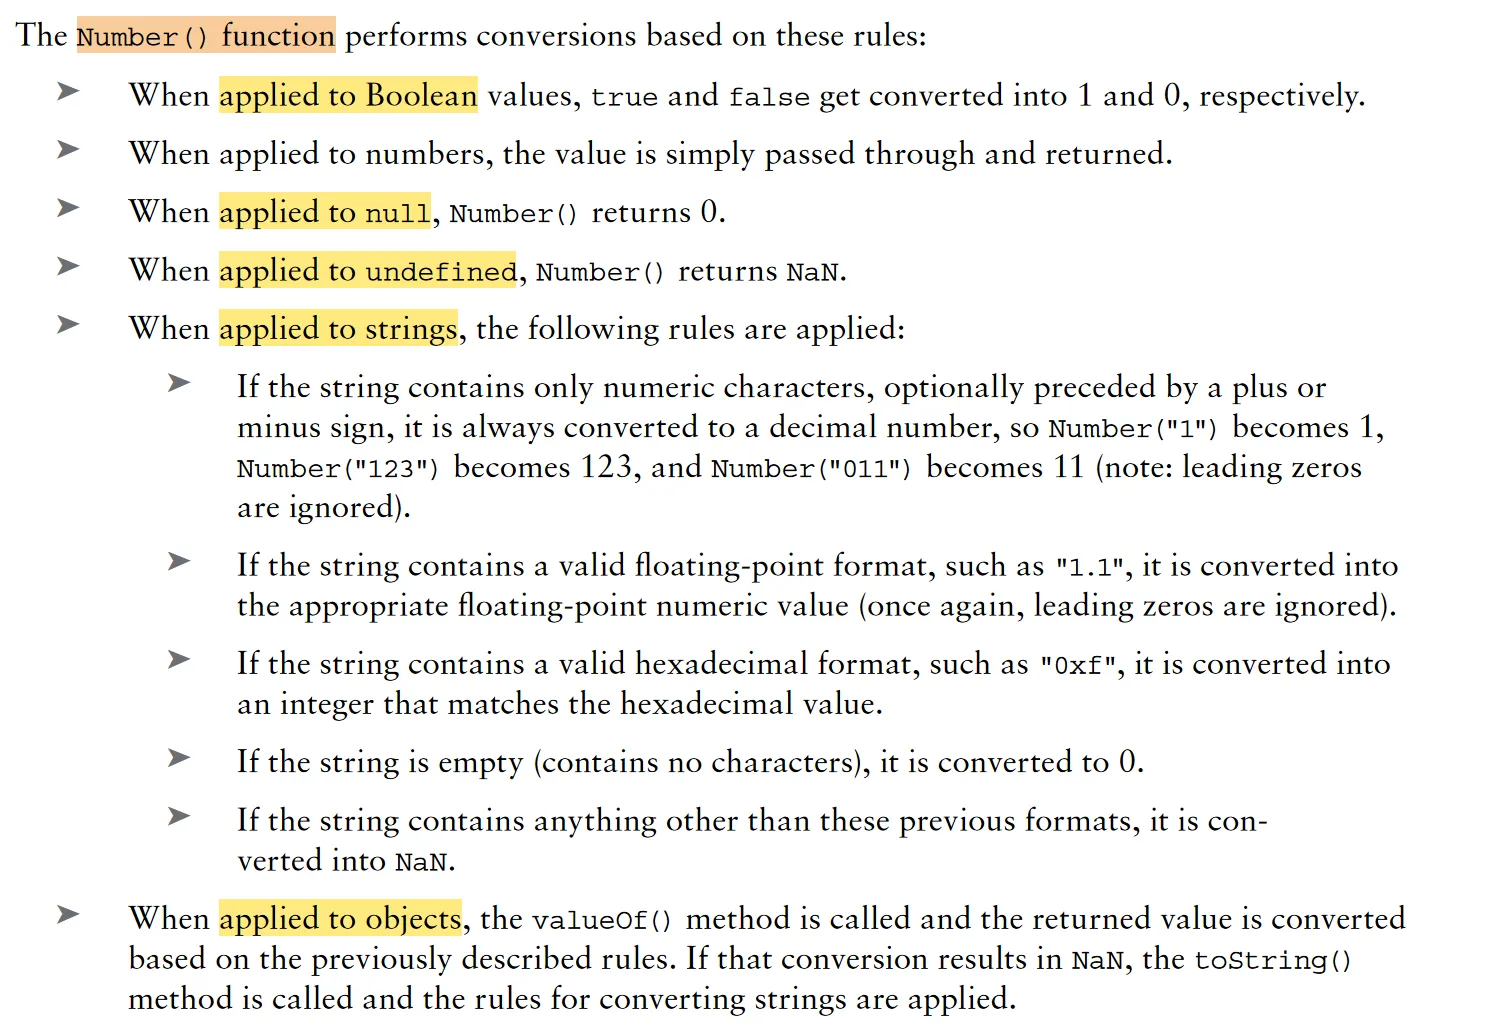 The Number() function performs conversions based on these rules:
➤ When applied to Boolean values, true and false get converted into 1 and 0, respectively.
➤ When applied to numbers, the value is simply passed through and returned.
➤ When applied to null, Number() returns 0.
➤ When applied to undefined, Number() returns NaN.
➤ When applied to strings, the following rules are applied:
➤ If the string contains only numeric characters, optionally preceded by a plus or
minus sign, it is always converted to a decimal number, so Number("1") becomes 1,
Number("123") becomes 123, and Number("011") becomes 11 (note: leading zeros
are ignored).
➤ If the string contains a valid floating-point format, such as "1.1", it is converted into
the appropriate floating-point numeric value (once again, leading zeros are ignored).
➤ If the string contains a valid hexadecimal format, such as "0xf", it is converted into
an integer that matches the hexadecimal value.
➤ If the string is empty (contains no characters), it is converted to 0.
➤ If the string contains anything other than these previous formats, it is con-
verted into NaN.
➤ When applied to objects, the valueOf() method is called and the returned value is converted
based on the previously described rules. If that conversion results in NaN, the toString()
method is called and the rules for converting strings are applied.